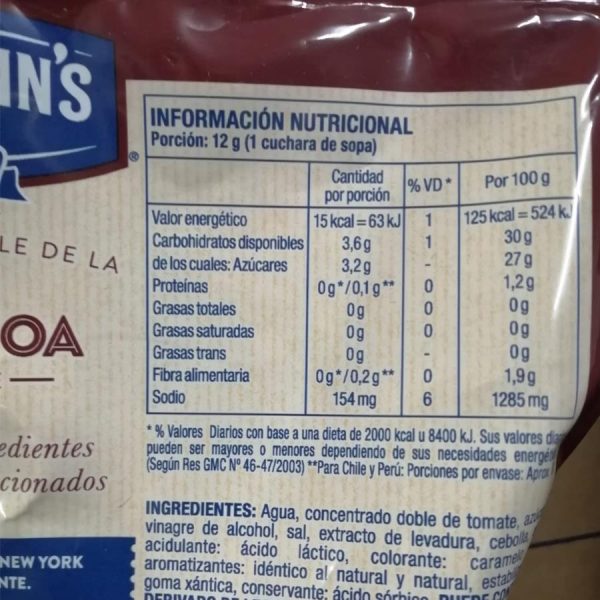 NN'S
®
LE DE LA
OA
edientes
cionados
NEW YORK
NTE.
INFORMACIÓN NUTRICIONAL
Porción: 12 g (1 cuchara de sopa)
Cantidad por porción % VD * Por 100 g
Valor energético 15 kcal = 63 kJ 1 125 kcal = 524 kJ
Carbohidratos disponibles 3,6 g 1 30 g
de los cuales: Azúcares 3,2 g - 27 g
Proteínas 0 g*/0,1 g** 0 1,2 g
Grasas totales 0 g 0 0 g
Grasas saturadas 0 g 0 0 g
Grasas trans 0 g - 0 g
Fibra alimentaria 0 g*/0,2 g** 0 1,9 g
Sodio 154 mg 6 1285 mg
* % Valores Diarios con base a una dieta de 2000 kcal u 8400 kJ. Sus valores
pueden ser mayores o menores dependiendo de sus necesidades
(Según Res GMC Nº 46-47/2003) **Para Chile y Perú: Porciones por envase:
INGREDIENTES: Agua, concentrado doble de tomate,
vinagre de alcohol, sal, extracto de levadura, cebolla,
acidulante: ácido láctico, colorante:
aromatizantes: idéntico al natural y natural,
goma xántica, conservante: ácido